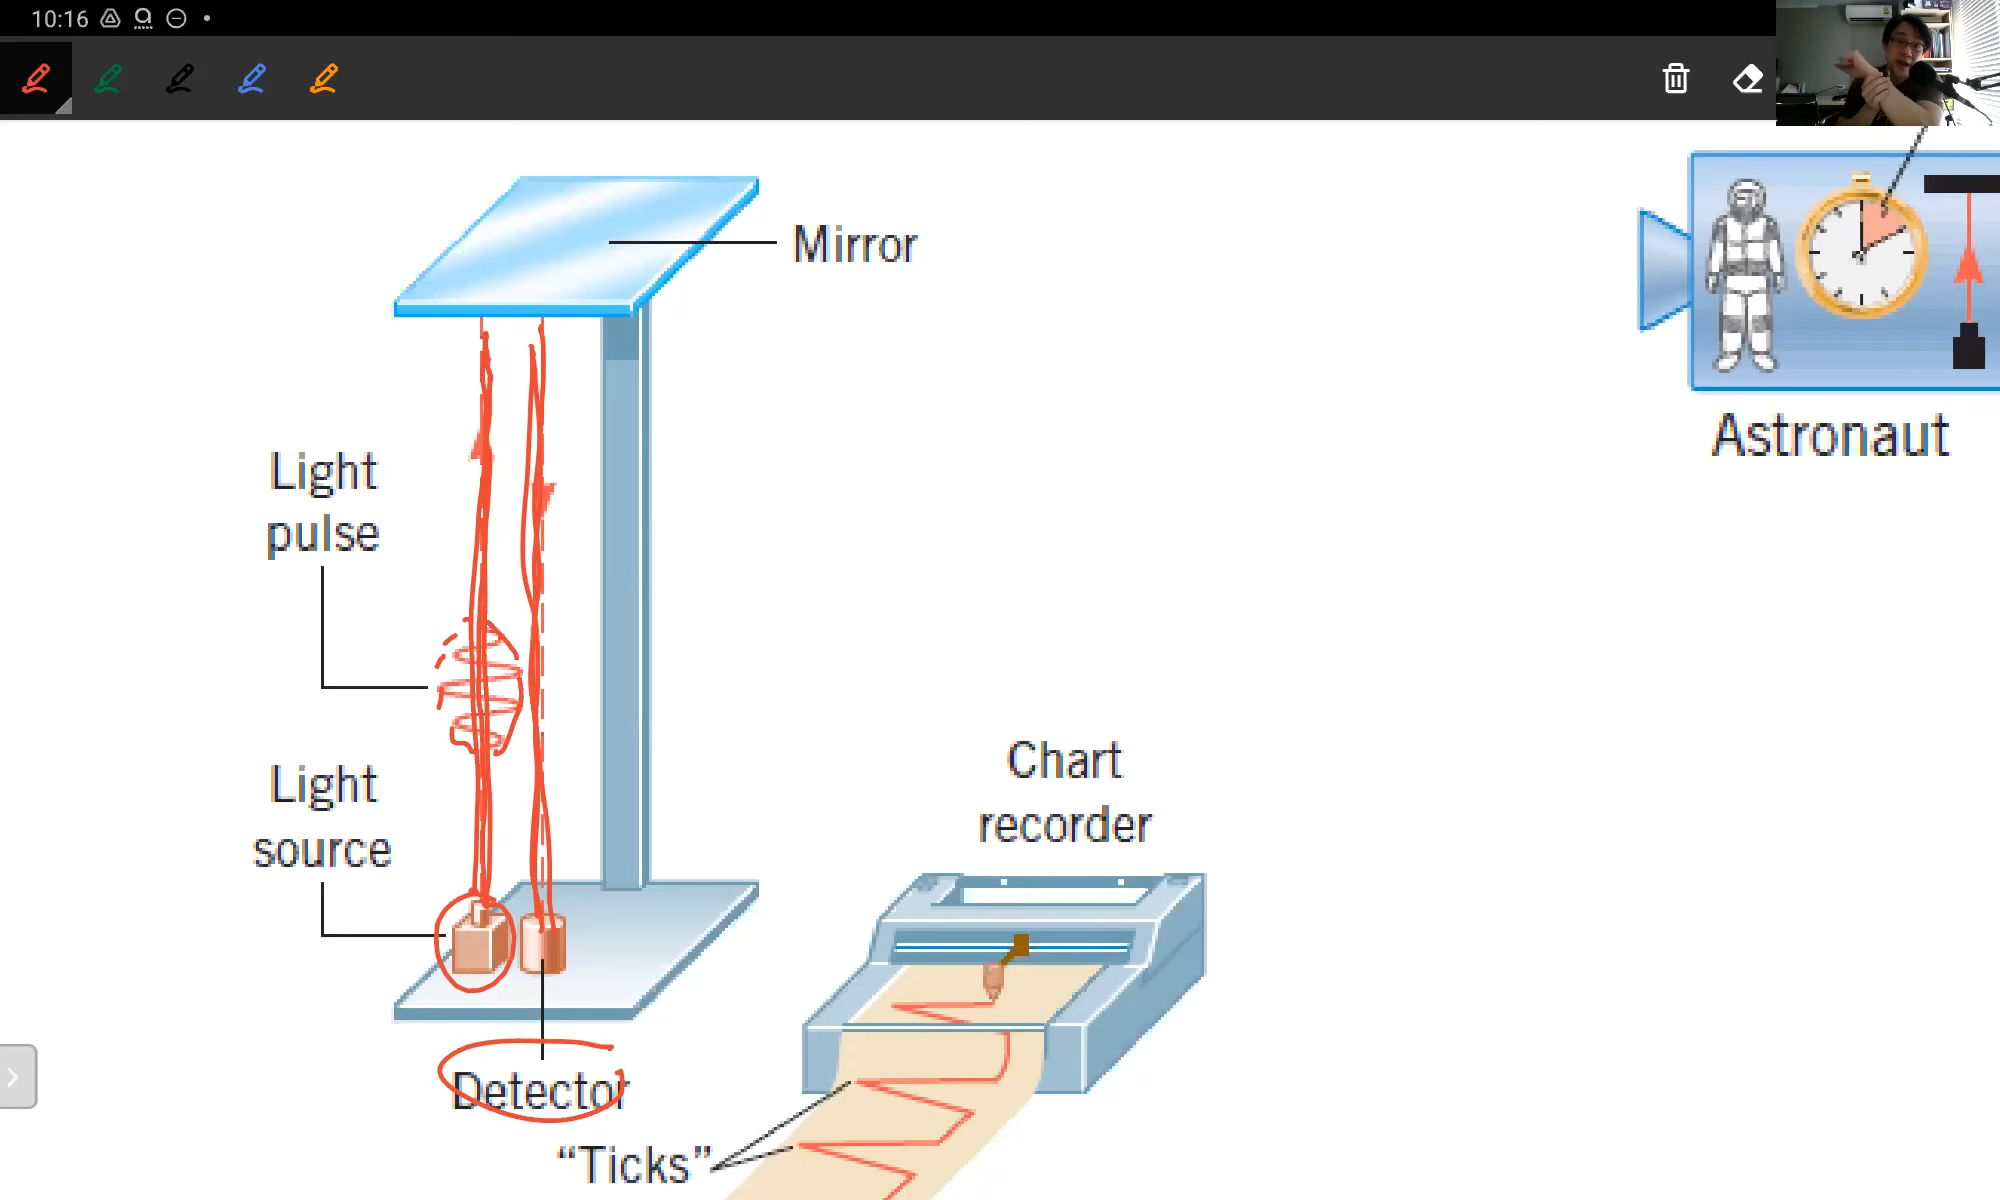 10:16
Mirror
Light
pulse
Light
source
Detector
Chart
recorder
“Ticks”
Astronaut